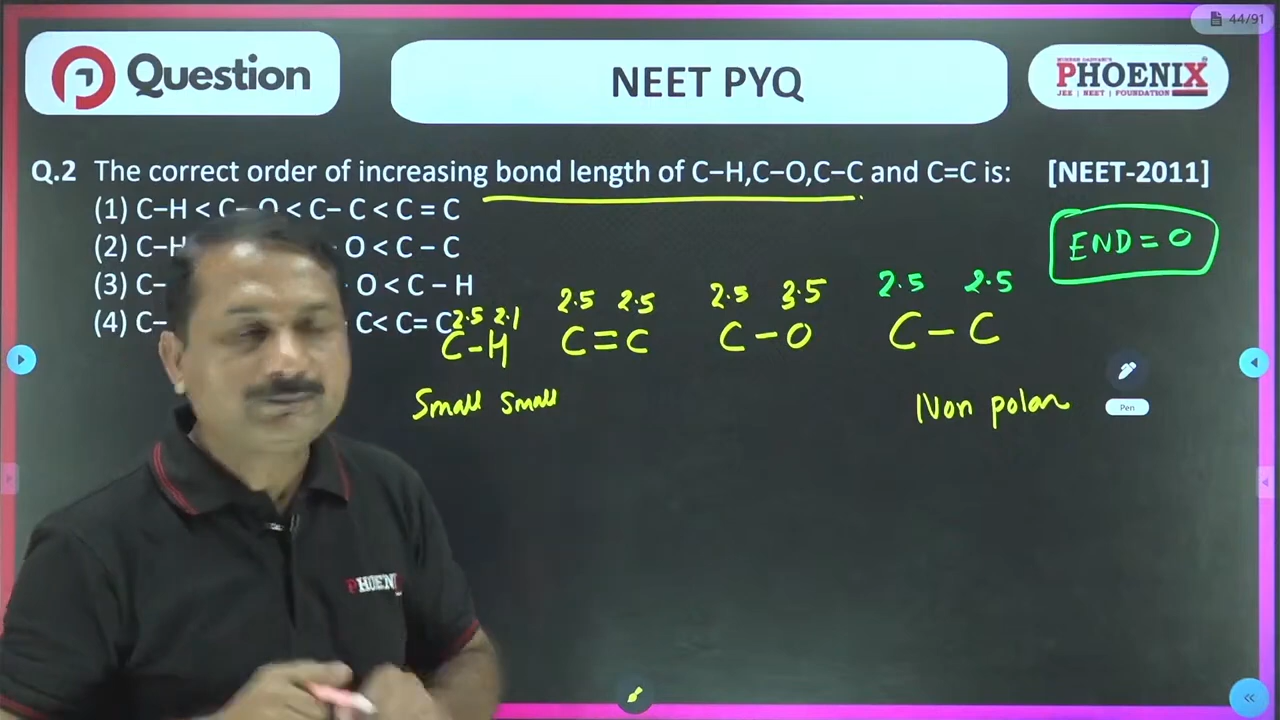 44/91
Question
NEET PYQ
PHOENIX
JEE | NEET | FOUNDATION
Q.2 The correct order of increasing bond length of C−H,C−O,C−C and C=C is: [NEET-2011]
(1) C−H < C− O < C− C < C = C
(2) C−H O < C − C
(3) C− O < C − H
(4) C− C< C= C
END = 0
2.5 2.1 2.5 2.5 2.5 3.5 2.5 2.5
C-H C=C C-O C-C
Small Small Non polar
Pen
PHOENIX